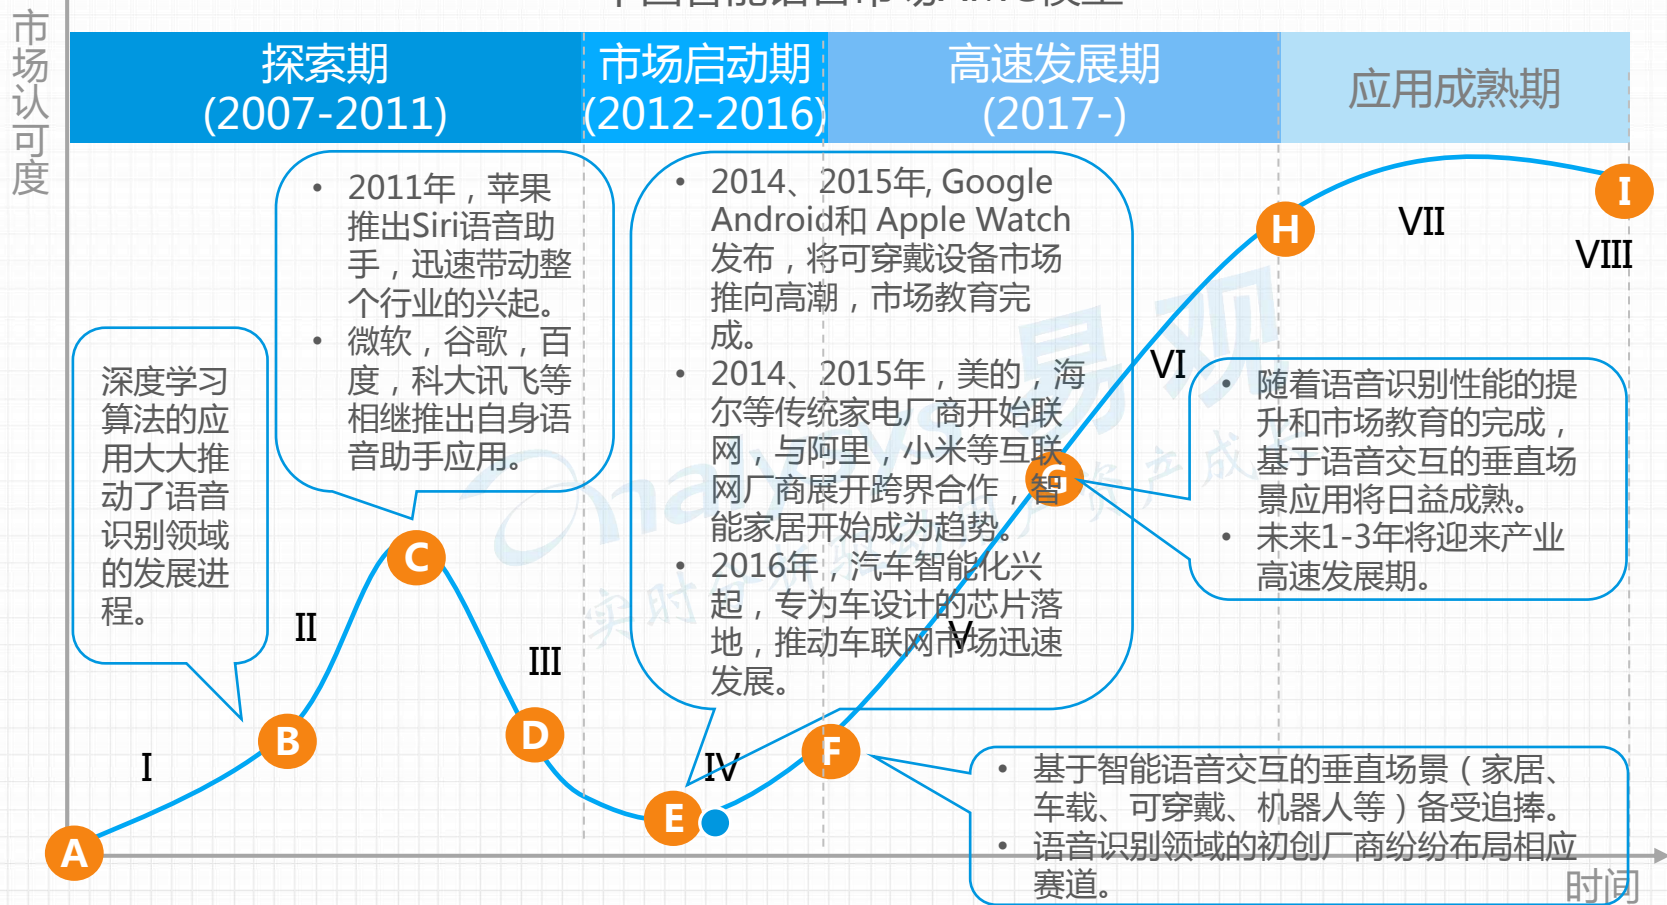 市场认可度
探索期
(2007-2011)
市场启动期
(2012-2016)
高速发展期
(2017-)
应用成熟期
• 2011年，苹果
推出Siri语音助
手，迅速带动整
个行业的兴起。
• 微软，谷歌，百
度，科大讯飞等
相继推出自身语
音助手应用。
深度学习
算法的应
用大大推
动了语音
识别领域
的发展进
程。
• 2014、2015年, Google
Android和 Apple Watch
发布，将可穿戴设备市场
推向高潮，市场教育完
成。
• 2014、2015年，美的，海
尔等传统家电厂商开始联
网，与阿里，小米等互联
网厂商展开跨界合作，智
能家居开始成为趋势。
• 2016年，汽车智能化兴
起，专为车设计的芯片落
地，推动车联网市场迅速
发展。
• 随着语音识别性能的提
升和市场教育的完成，
基于语音交互的垂直场
景应用将日益成熟。
• 未来1-3年将迎来产业
高速发展期。
• 基于智能语音交互的垂直场景（家居、
车载、可穿戴、机器人等）备受追捧。
• 语音识别领域的初创厂商纷纷布局相应
赛道。
A
B
C
D
E
F
G
H
I
I
II
III
IV
V
VI
VII
VIII
时间
analysys 易观